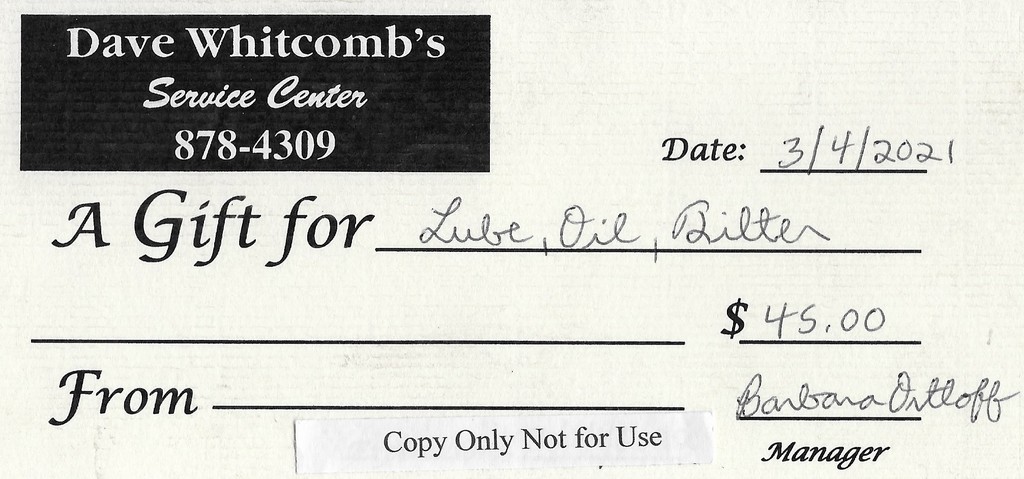 Dave Whitcomb's
Service Center
878-4309
Date: 3/4/2021
A Gift for Lube, Oil, Filter
$ 45.00
From
Barbara Ortloff
Copy Only Not for Use
Manager